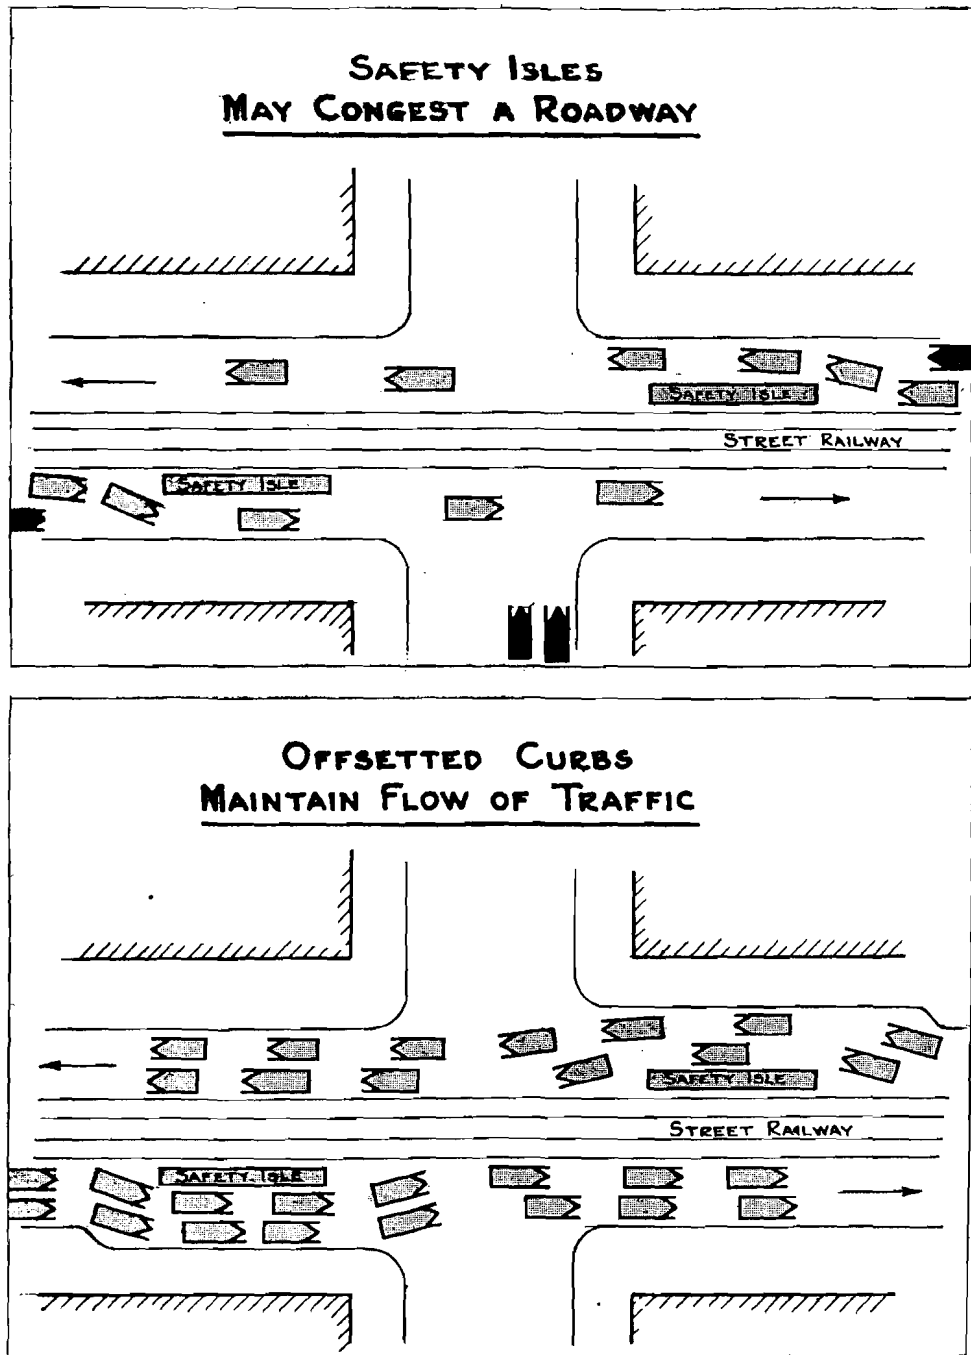 SAFETY ISLES
MAY CONGEST A ROADWAY
SAFETY ISLE
STREET RAILWAY
SAFETY ISLE
OFFSETTED CURBS
MAINTAIN FLOW OF TRAFFIC
SAFETY ISLE
STREET RAILWAY
SAFETY ISLE